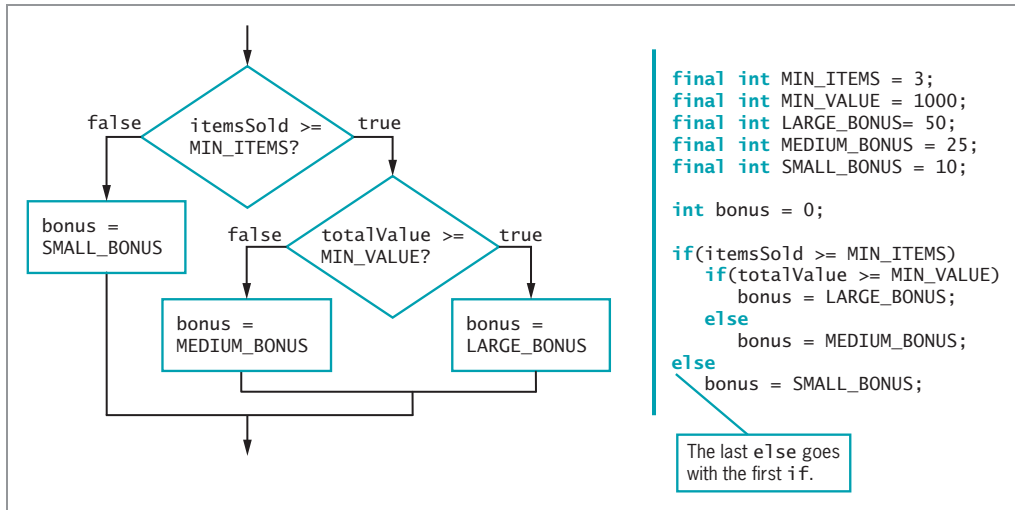 false
itemsSold >=
MIN_ITEMS?
true
bonus =
SMALL_BONUS
false
totalValue >=
MIN_VALUE?
true
bonus =
MEDIUM_BONUS
bonus =
LARGE_BONUS
final int MIN_ITEMS = 3;
final int MIN_VALUE = 1000;
final int LARGE_BONUS= 50;
final int MEDIUM_BONUS = 25;
final int SMALL_BONUS = 10;
int bonus = 0;
if(itemsSold >= MIN_ITEMS)
if(totalValue >= MIN_VALUE)
bonus = LARGE_BONUS;
else
bonus = MEDIUM_BONUS;
else
bonus = SMALL_BONUS;
The last else goes
with the first if.